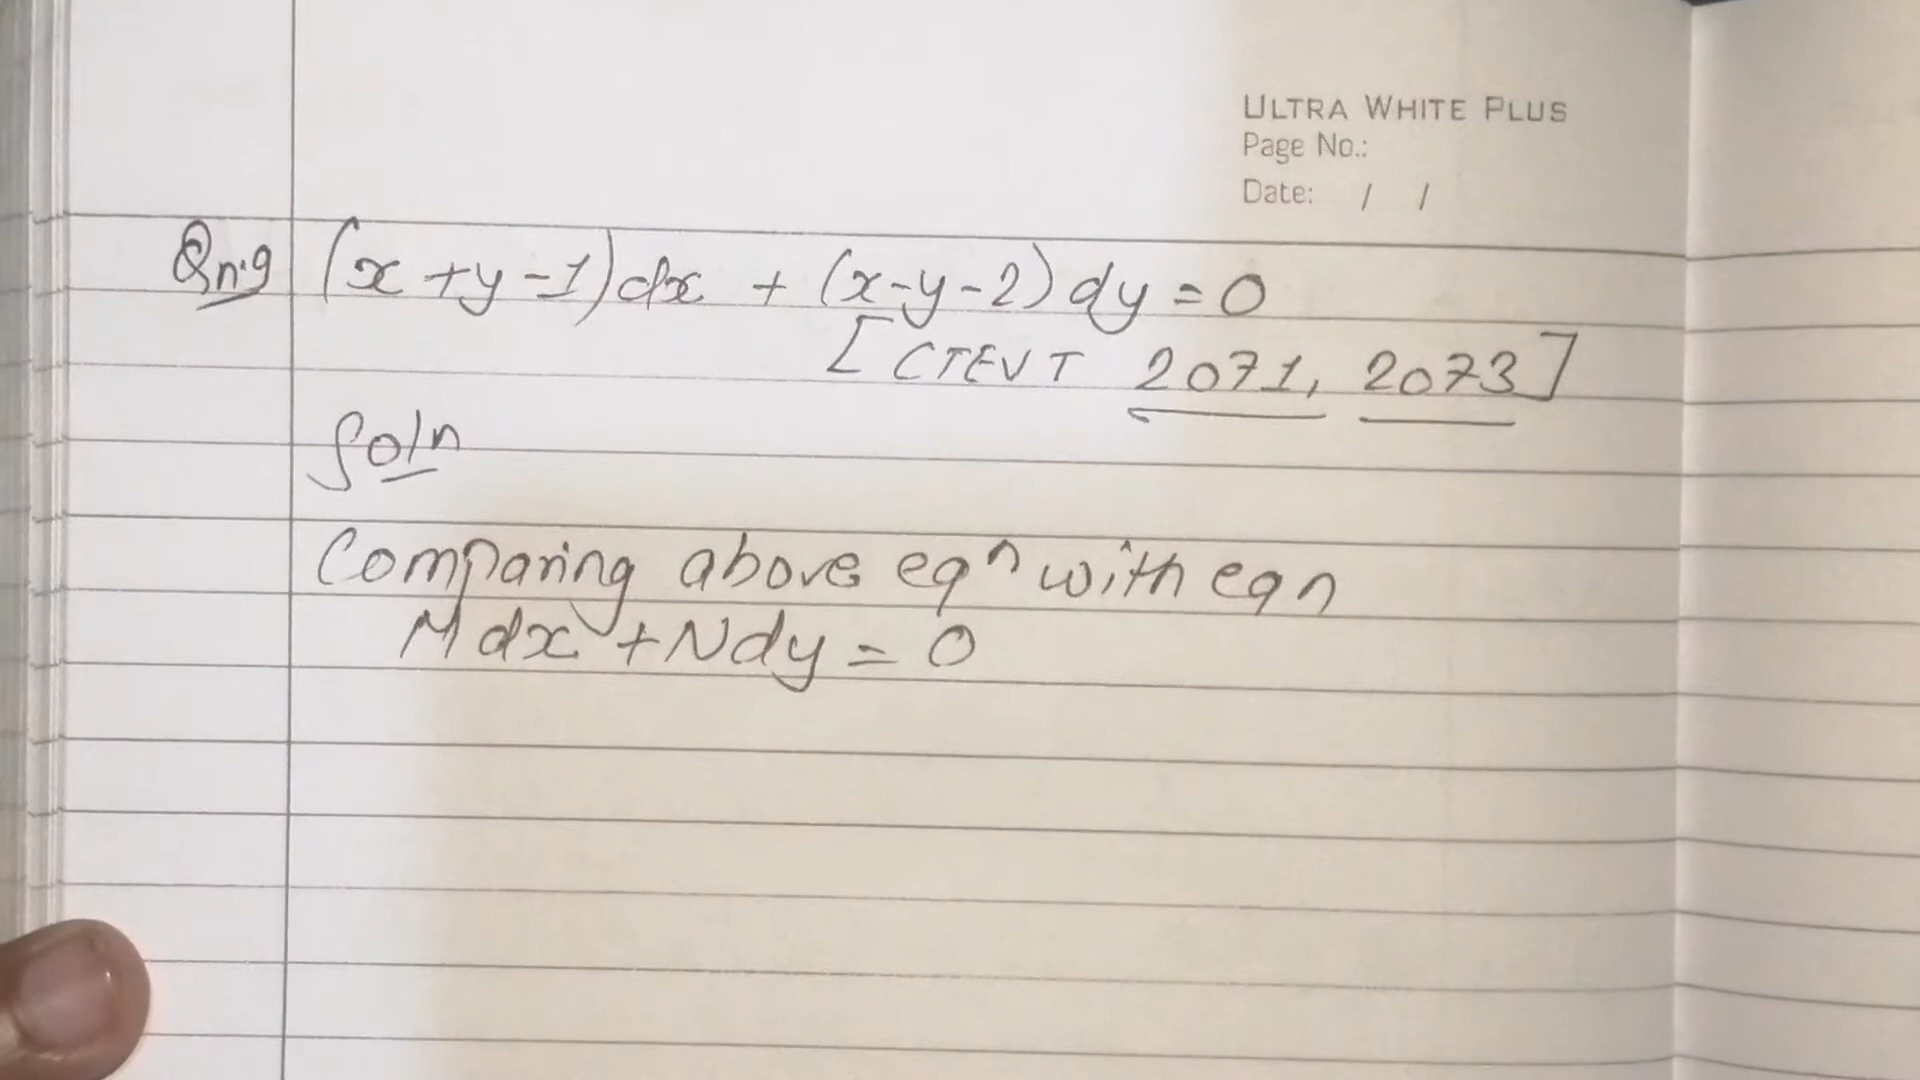 ULTRA WHITE PLUS
Page No.:
Date: / /
Qn.9 (x+y-1)dx + (x-y-2)dy=0
[CTEVT 2071, 2073]
Soln
Comparing above eqⁿ with eqn
Mdx+Ndy=0